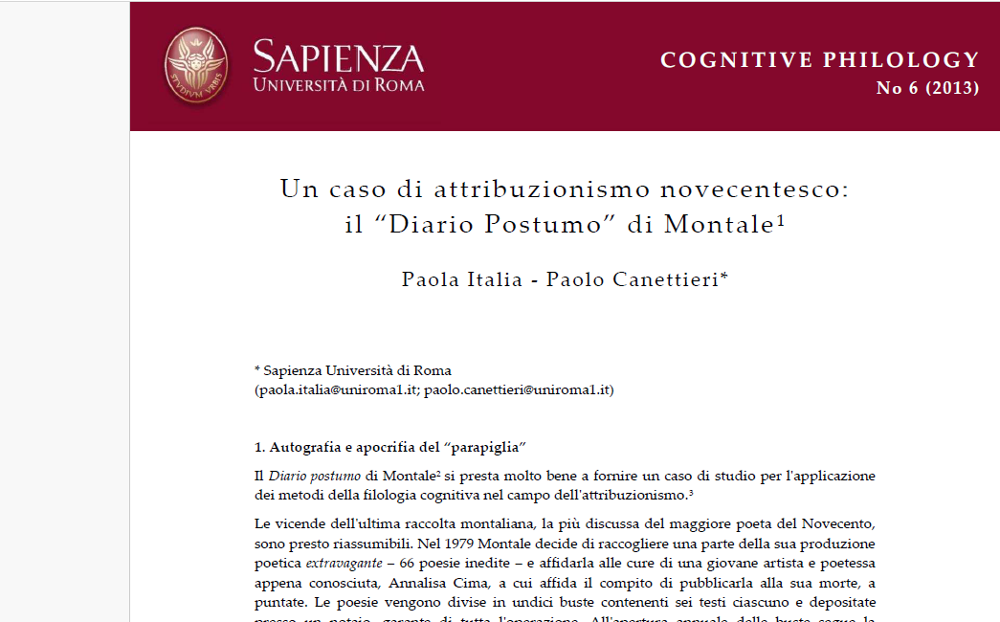 SAPIENZA
UNIVERSITÀ DI ROMA
STVDIVM VRBIS
COGNITIVE PHILOLOGY
No 6 (2013)
Un caso di attribuzionismo novecentesco:
il “Diario Postumo” di Montale¹
Paola Italia - Paolo Canettieri*
* Sapienza Università di Roma
(paola.italia@uniroma1.it; paolo.canettieri@uniroma1.it)
1. Autografia e apocrifia del “parapiglia”
Il Diario postumo di Montale² si presta molto bene a fornire un caso di studio per l'applicazione
dei metodi della filologia cognitiva nel campo dell'attribuzionismo.³
Le vicende dell'ultima raccolta montaliana, la più discussa del maggiore poeta del Novecento,
sono presto riassumibili. Nel 1979 Montale decide di raccogliere una parte della sua produzione
poetica extravagante – 66 poesie inedite – e affidarla alle cure di una giovane artista e poetessa
appena conosciuta, Annalisa Cima, a cui affida il compito di pubblicarla alla sua morte, a
puntate. Le poesie vengono divise in undici buste contenenti sei testi ciascuno e depositate
presso un notaio, garante di tutta l'operazione. All'apertura annuale delle buste segue la